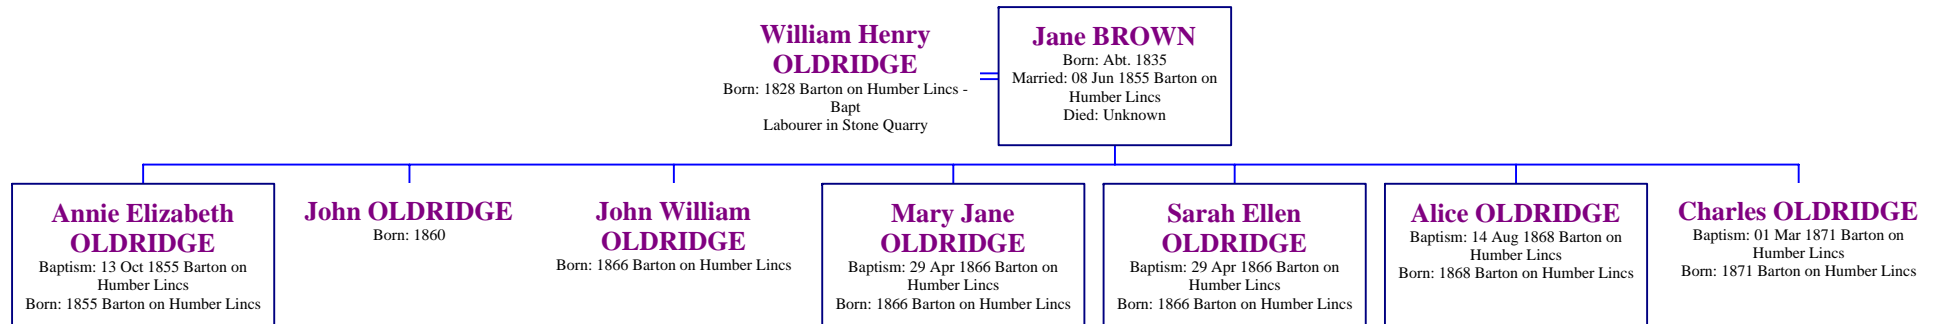 William Henry
OLDRIDGE
Born: 1828 Barton on Humber Lincs -
Bapt
Labourer in Stone Quarry
Jane BROWN
Born: Abt. 1835
Married: 08 Jun 1855 Barton on
Humber Lincs
Died: Unknown
Annie Elizabeth
OLDRIDGE
Baptism: 13 Oct 1855 Barton on
Humber Lincs
Born: 1855 Barton on Humber Lincs
John OLDRIDGE
Born: 1860
John William
OLDRIDGE
Born: 1866 Barton on Humber Lincs
Mary Jane
OLDRIDGE
Baptism: 29 Apr 1866 Barton on
Humber Lincs
Born: 1866 Barton on Humber Lincs
Sarah Ellen
OLDRIDGE
Baptism: 29 Apr 1866 Barton on
Humber Lincs
Born: 1866 Barton on Humber Lincs
Alice OLDRIDGE
Baptism: 14 Aug 1868 Barton on
Humber Lincs
Born: 1868 Barton on Humber Lincs
Charles OLDRIDGE
Baptism: 01 Mar 1871 Barton on
Humber Lincs
Born: 1871 Barton on Humber Lincs